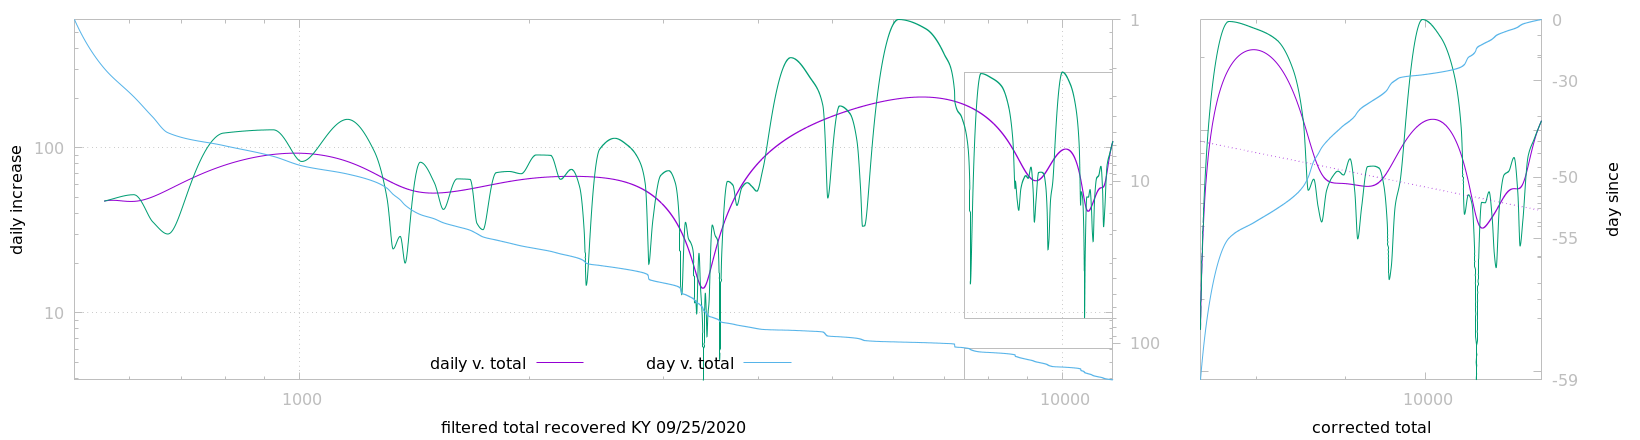 daily increase
100
10
1000
10000
daily v. total
day v. total
filtered total recovered KY 09/25/2020
1
10
100
10000
corrected total
0
-30
-50
-55
-59
day since